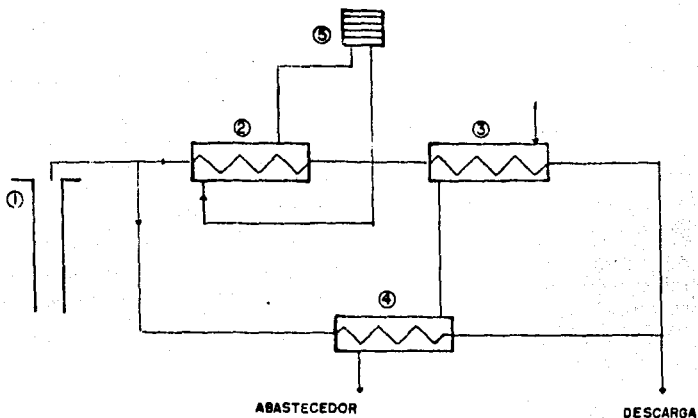 ⑤
②
③
①
④
ABASTECEDOR
DESCARGA